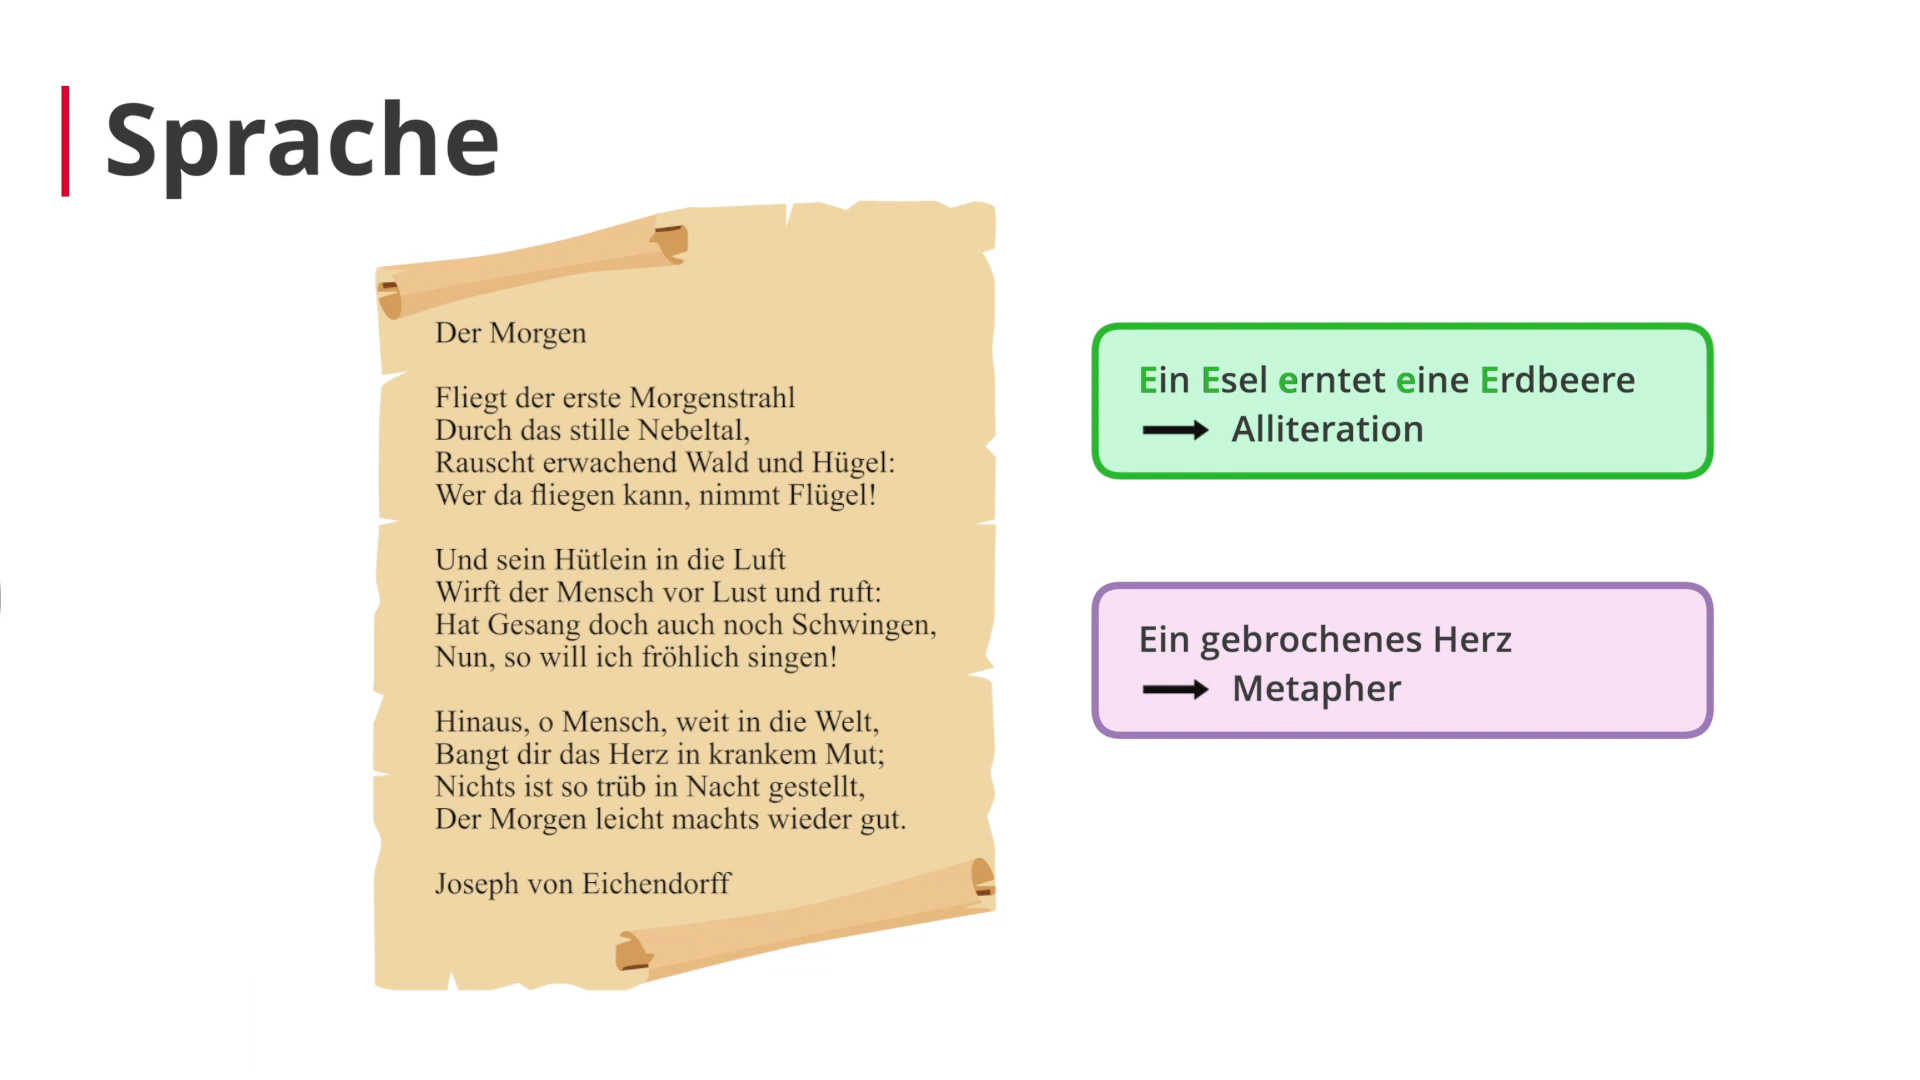 Sprache
Der Morgen
Fliegt der erste Morgenstrahl
Durch das stille Nebeltal,
Rauscht erwachend Wald und Hügel:
Wer da fliegen kann, nimmt Flügel!
Und sein Hütlein in die Luft
Wirft der Mensch vor Lust und ruft:
Hat Gesang doch auch noch Schwingen,
Nun, so will ich fröhlich singen!
Hinaus, o Mensch, weit in die Welt,
Bangt dir das Herz in krankem Mut;
Nichts ist so trüb in Nacht gestellt,
Der Morgen leicht machts wieder gut.
Joseph von Eichendorff
Ein Esel erntet eine Erdbeere
Alliteration
Ein gebrochenes Herz
Metapher